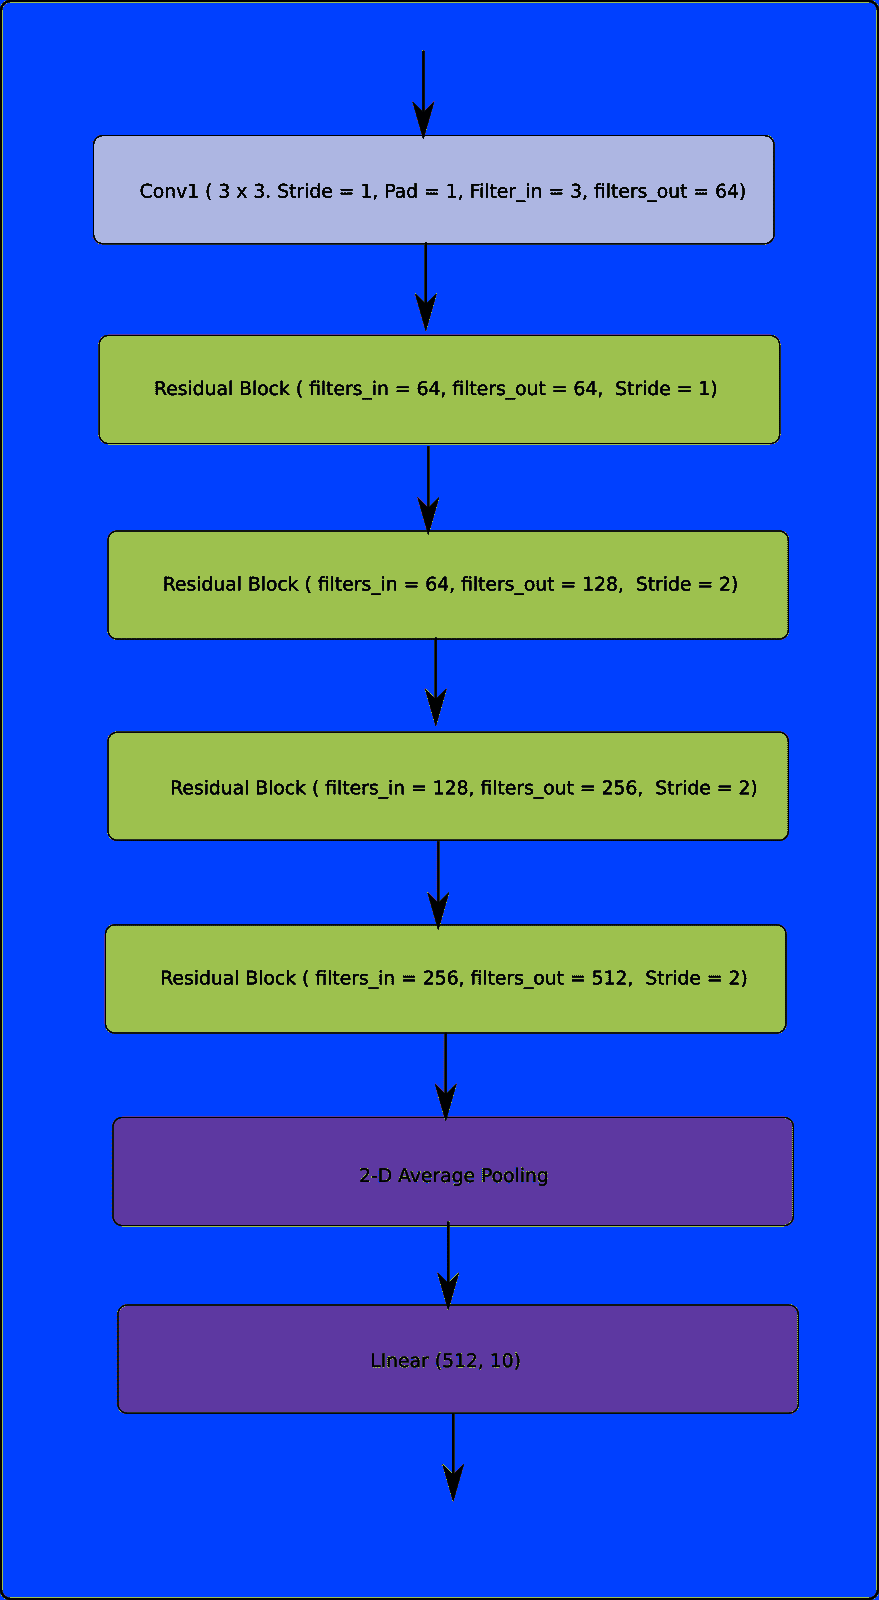 Conv1 ( 3 x 3. Stride = 1, Pad = 1, Filter_in = 3, filters_out = 64)
Residual Block ( filters_in = 64, filters_out = 64,  Stride = 1)
Residual Block ( filters_in = 64, filters_out = 128,  Stride = 2)
Residual Block ( filters_in = 128, filters_out = 256,  Stride = 2)
Residual Block ( filters_in = 256, filters_out = 512,  Stride = 2)
2-D Average Pooling
LInear (512, 10)